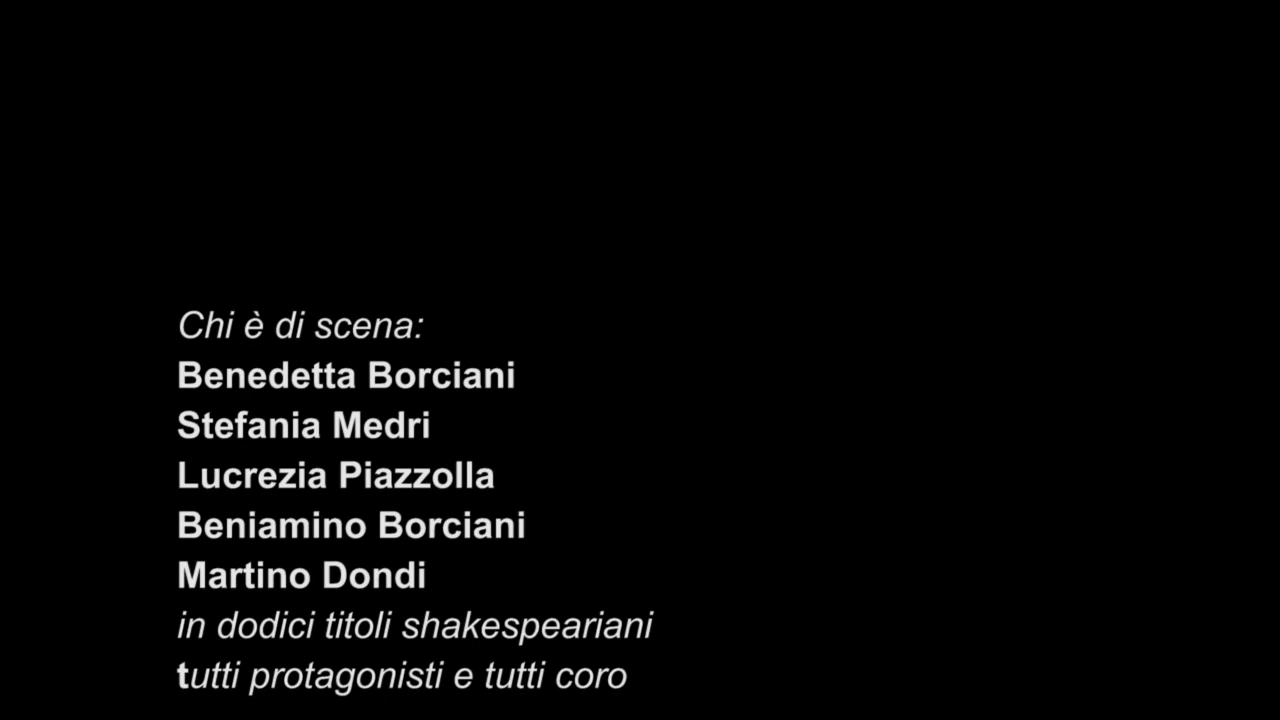 Chi è di scena:
Benedetta Borciani
Stefania Medri
Lucrezia Piazzolla
Beniamino Borciani
Martino Dondi
in dodici titoli shakespeariani
tutti protagonisti e tutti coro